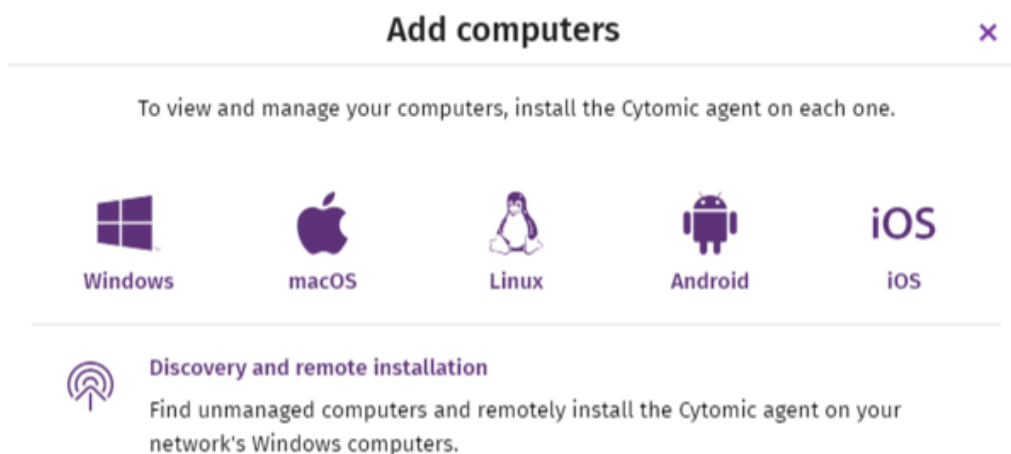 Add computers
To view and manage your computers, install the Cytomic agent on each one.
iOS
Windows macOS Linux Android iOS
Discovery and remote installation
Find unmanaged computers and remotely install the Cytomic agent on your
network's Windows computers.